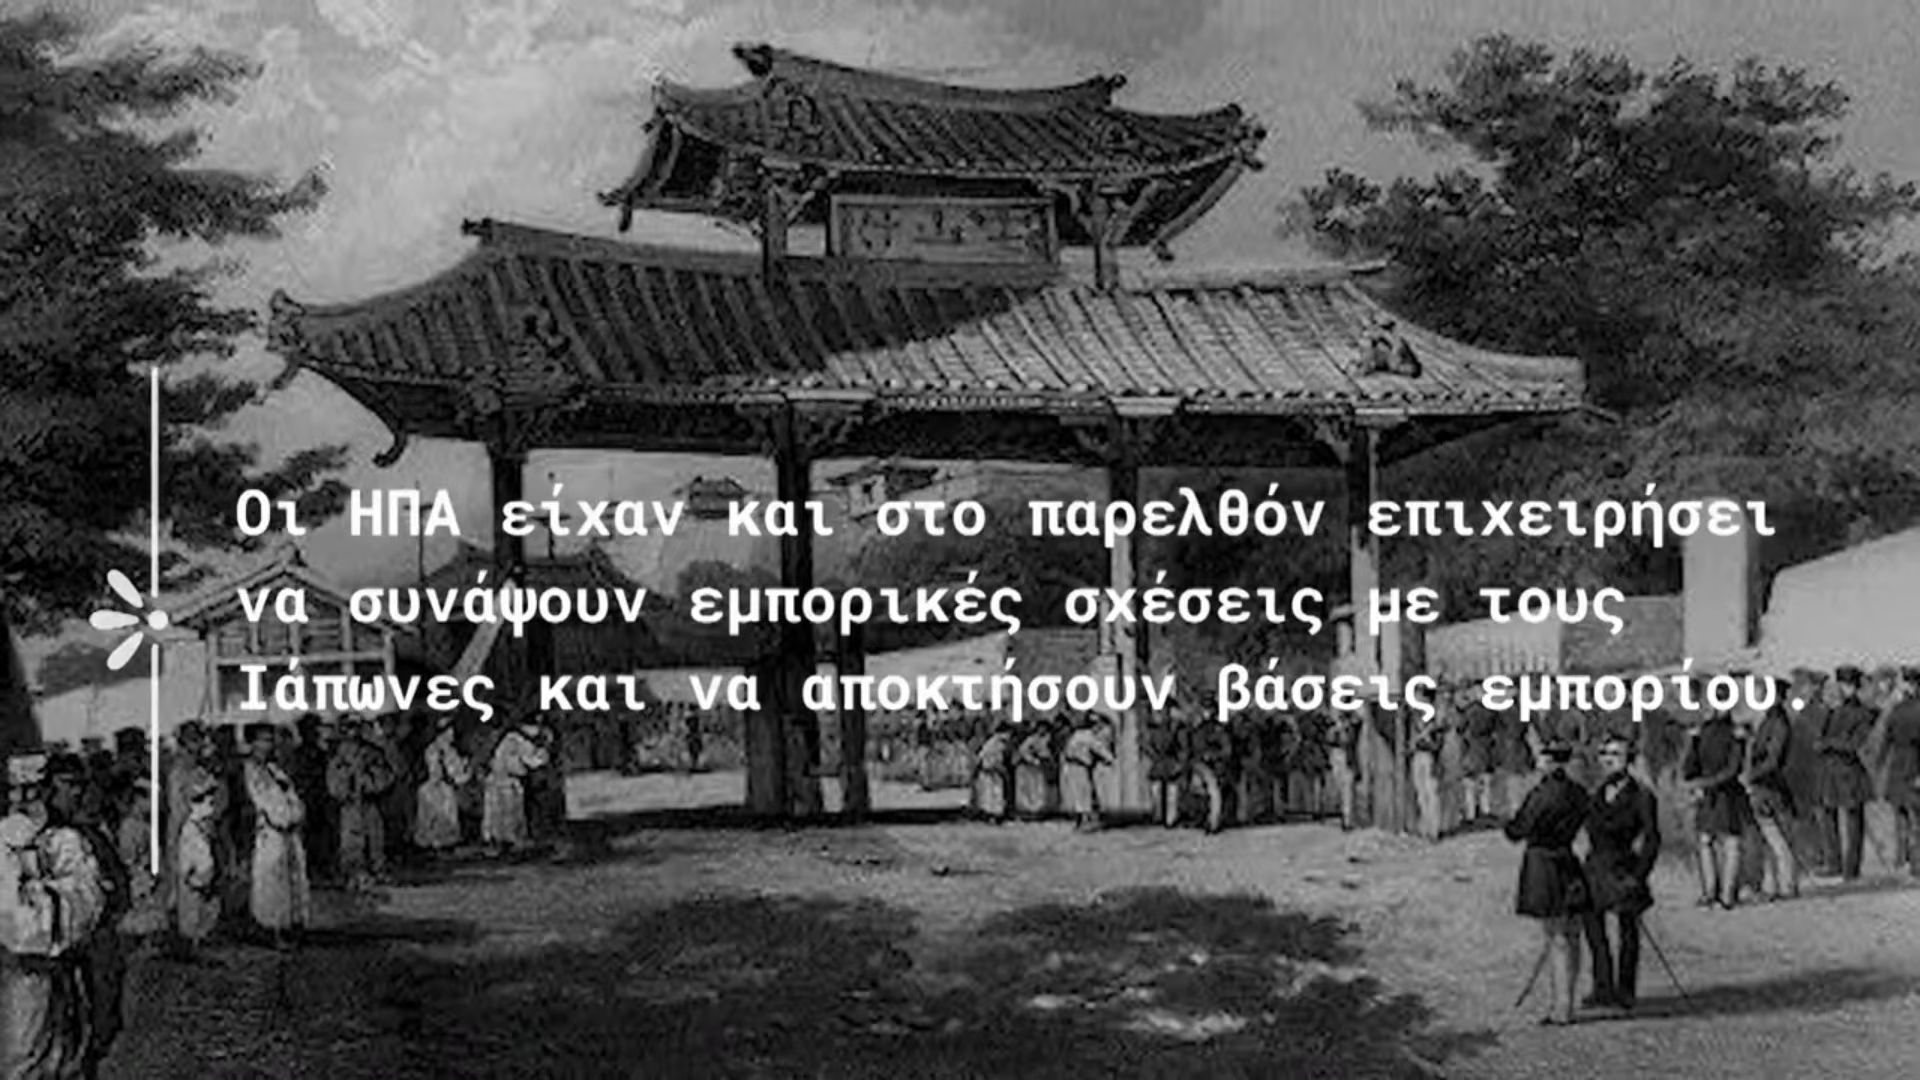 Οι ΗΠΑ είχαν και στο παρελθόν επιχειρήσει
να συνάψουν εμπορικές σχέσεις με τους
Ιάπωνες και να αποκτήσουν βάσεις εμπορίου.